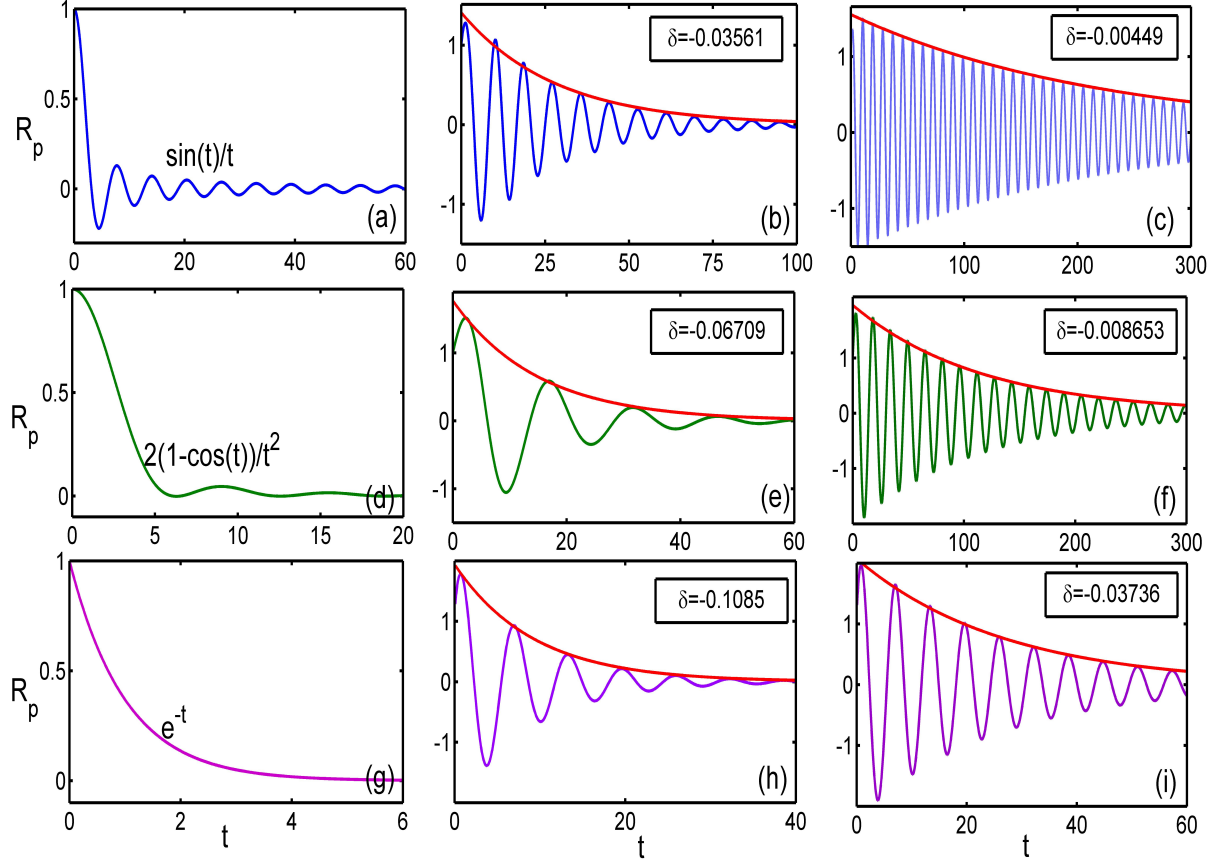 R_p
1
0.5
0
sin(t)/t
(a)
0 20 40 60
1
0
-1
δ=-0.03561
(b)
0 25 50 75 100
1
0
-1
δ=-0.00449
(c)
0 100 200 300
R_p
1
0.5
0
2(1-cos(t))/t²
(d)
0 5 10 15 20
1
0
-1
δ=-0.06709
(e)
0 20 40 60
1
0
-1
δ=-0.008653
(f)
0 100 200 300
R_p
1
0.5
0
e^-t
(g)
0 2 4 6
t
1
0
-1
δ=-0.1085
(h)
0 20 40
t
1
0
-1
δ=-0.03736
(i)
0 20 40 60
t